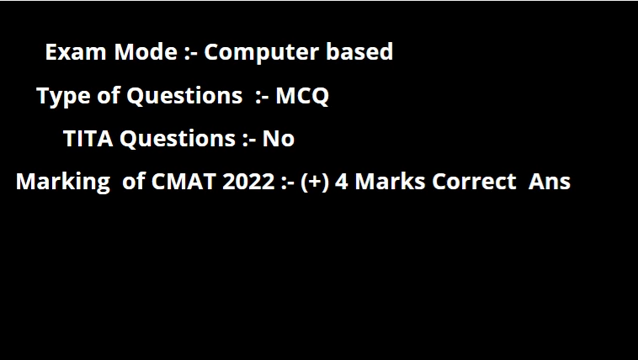 Exam Mode :- Computer based
Type of Questions :- MCQ
TITA Questions :- No
Marking of CMAT 2022 :- (+) 4 Marks Correct Ans